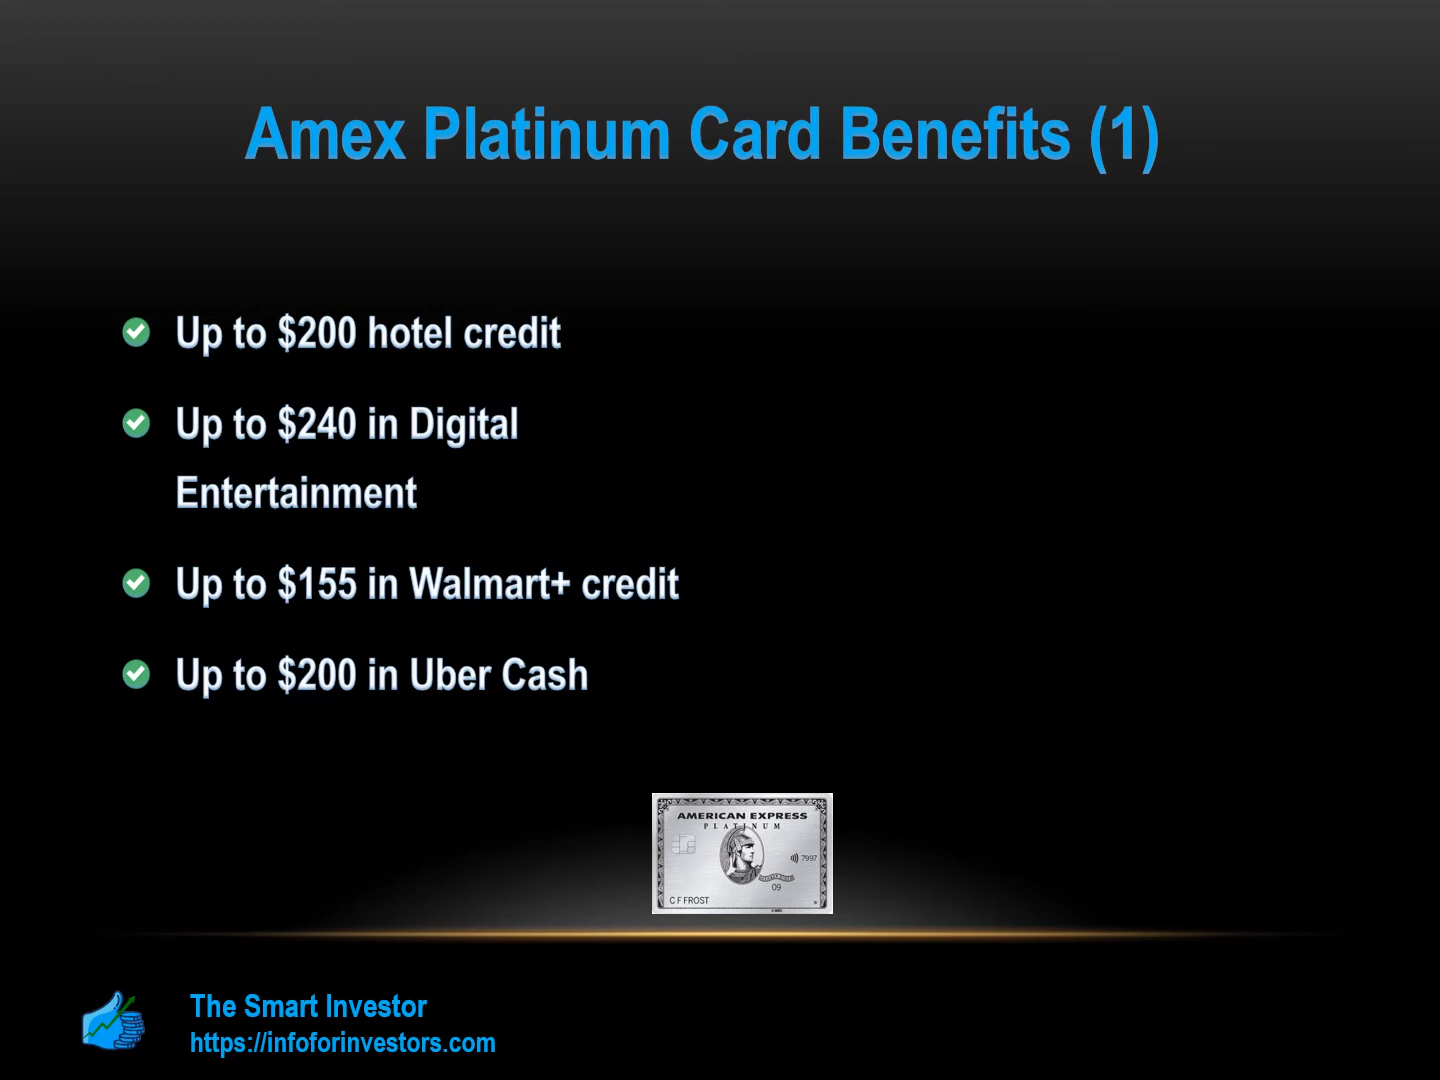 Amex Platinum Card Benefits (1)
Up to $200 hotel credit
Up to $240 in Digital
Entertainment
Up to $155 in Walmart+ credit
Up to $200 in Uber Cash
AMERICAN EXPRESS
PLATINUM
7997
09
C F FROST
The Smart Investor
https://infoforinvestors.com